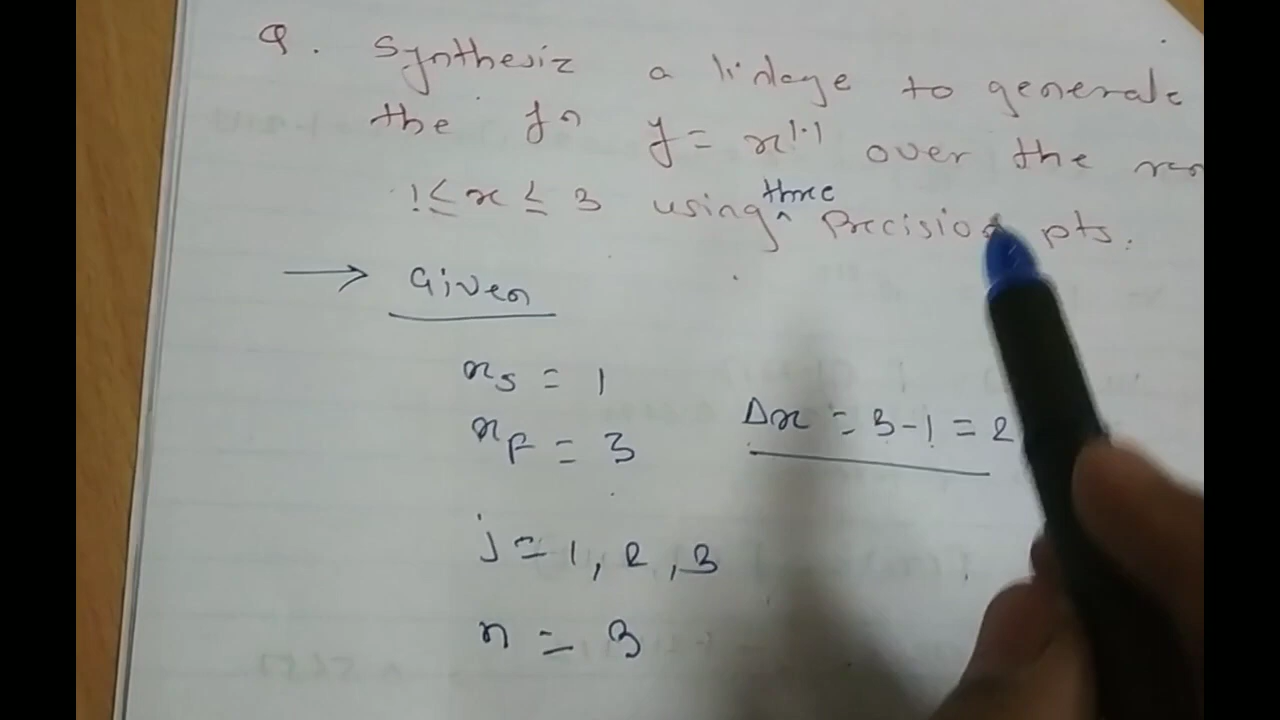 Q. Synthesiz a linkage to generate
the fn y = x^1.1 over the ran
1 ≤ x ≤ 3 using three Precision pts.
→ Given
xs = 1
xF = 3
Δx = 3-1 = 2
j = 1, 2, 3
n = 3